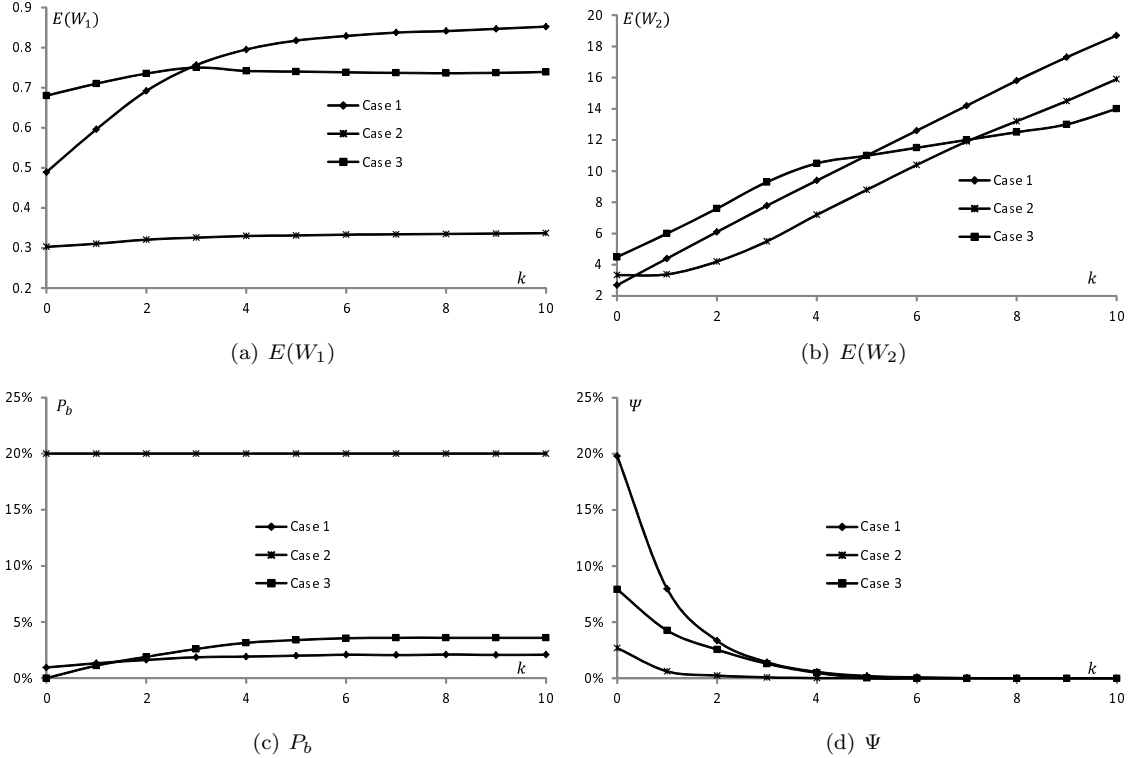 0.9
0.8
0.7
0.6
0.5
0.4
0.3
0.2
E(W₁)
Case 1
Case 2
Case 3
k
0 2 4 6 8 10
(a) E(W₁)
20
18
16
14
12
10
8
6
4
2
E(W₂)
Case 1
Case 2
Case 3
k
0 2 4 6 8 10
(b) E(W₂)
25%
20%
15%
10%
5%
0%
P_b
Case 1
Case 2
Case 3
k
0 2 4 6 8 10
(c) P_b
25%
20%
15%
10%
5%
0%
Ψ
Case 1
Case 2
Case 3
k
0 2 4 6 8 10
(d) Ψ